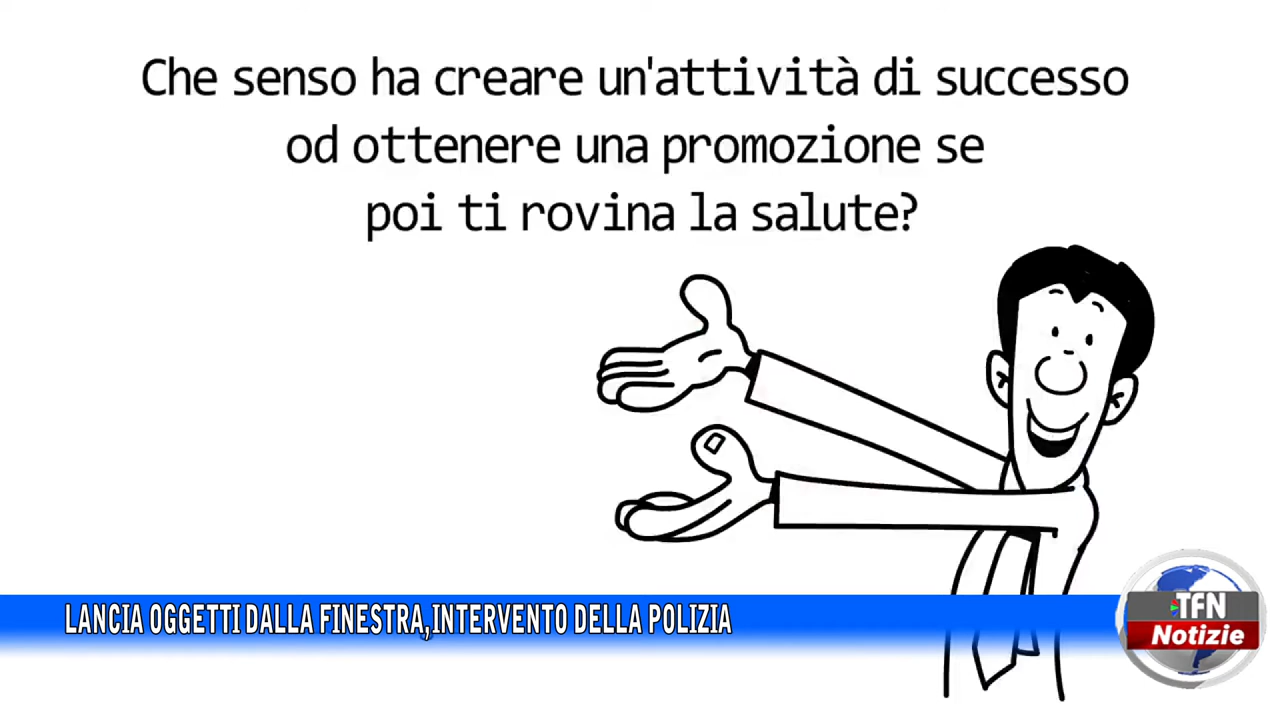 Che senso ha creare un'attività di successo
od ottenere una promozione se
poi ti rovina la salute?
LANCIA OGGETTI DALLA FINESTRA,INTERVENTO DELLA POLIZIA
TFN
Notizie